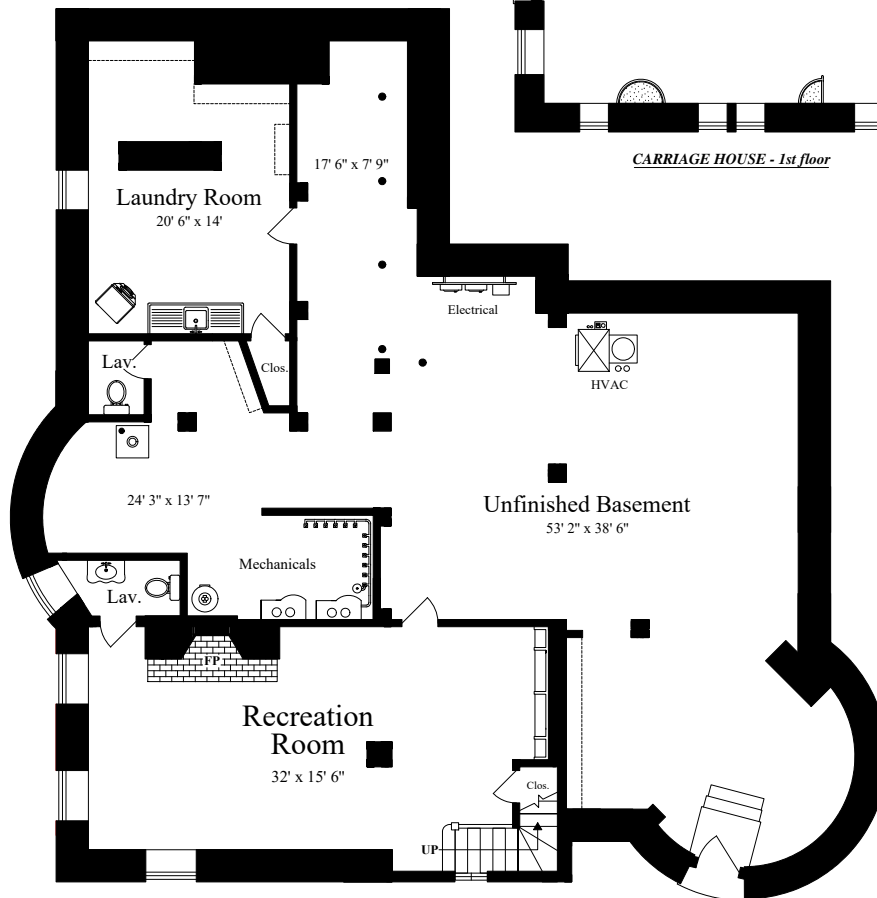 CARRIAGE HOUSE - 1st floor
17' 6" x 7' 9"
Laundry Room
20' 6" x 14'
Electrical
HVAC
Lav.
Clos.
24' 3" x 13' 7"
Unfinished Basement
53' 2" x 38' 6"
Mechanicals
Lav.
FP
Recreation
Room
32' x 15' 6"
Clos.
UP